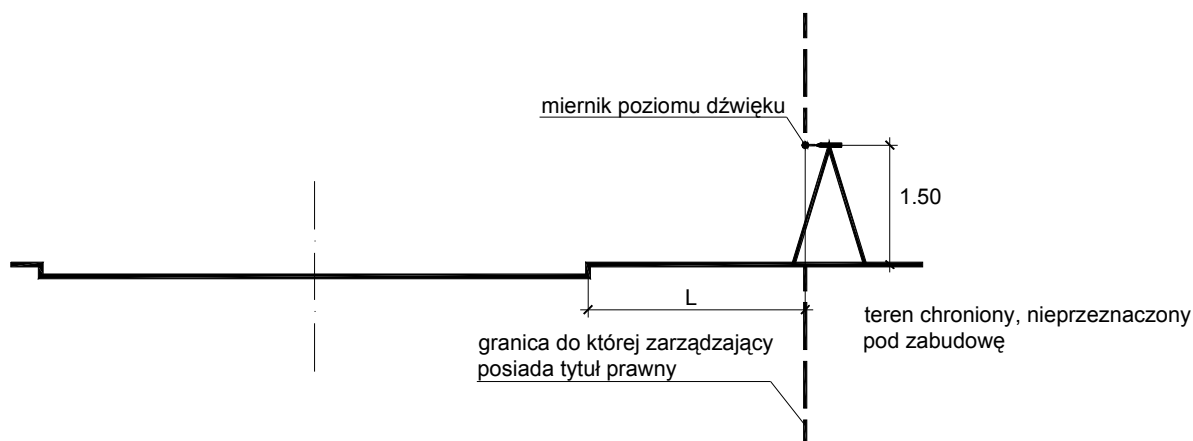 miernik poziomu dźwięku
1.50
L
teren chroniony, nieprzeznaczony
pod zabudowę
granica do której zarządzający
posiada tytuł prawny